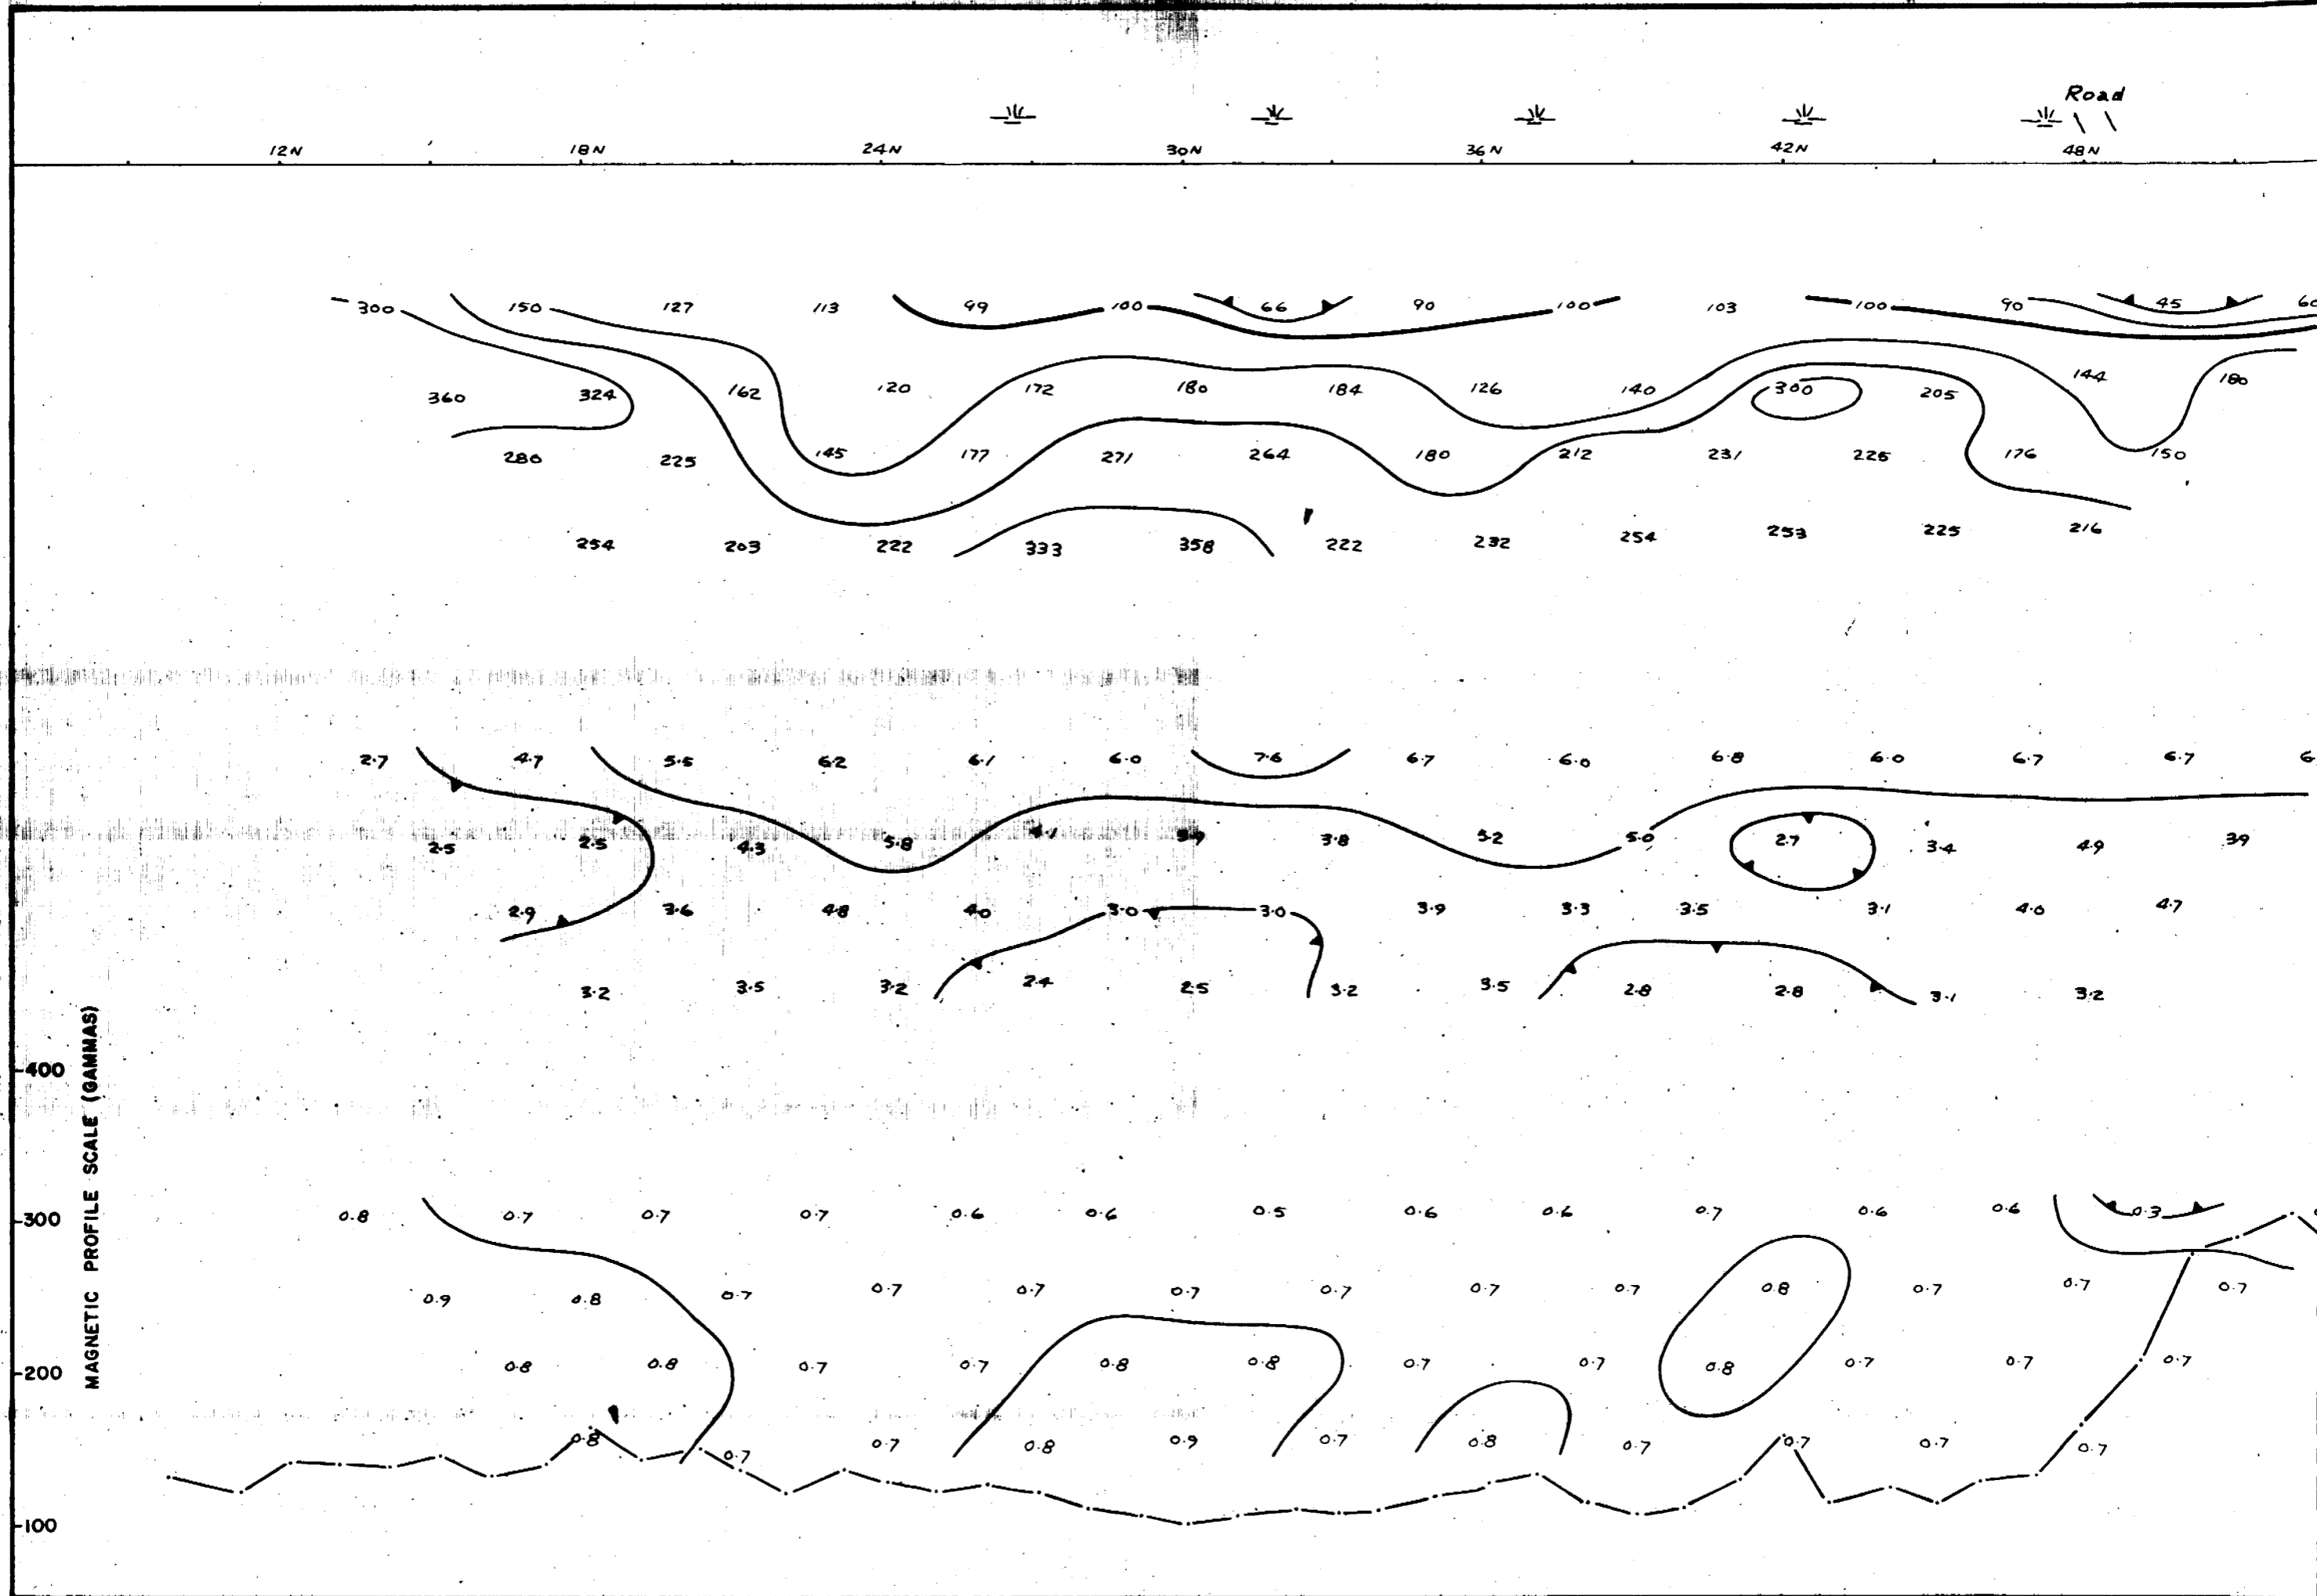 Road
12N 18N 24N 30N 36N 42N 48N
300 150 127 113 99 100 66 90 100 103 100 90 45 60
360 324 162 120 172 180 184 126 140 300 205 144 180
280 225 145 177 271 264 180 212 231 225 176 150
254 203 222 333 358 222 232 254 253 225 216
2.7 4.7 5.5 6.2 6.1 6.0 7.6 6.7 6.0 6.8 6.0 6.7 6.7
2.5 2.5 4.3 5.8 3.8 5.2 5.0 2.7 3.4 4.9 3.9
2.9 3.6 4.8 4.0 3.0 3.0 3.9 3.3 3.5 3.1 4.0 4.7
3.2 3.5 3.2 2.4 2.5 3.2 3.5 2.8 2.8 3.1 3.2
MAGNETIC PROFILE SCALE (GAMMAS)
400
300
200
100
0.8 0.7 0.7 0.7 0.6 0.6 0.5 0.6 0.6 0.7 0.6 0.6 0.3
0.9 0.8 0.7 0.7 0.7 0.7 0.7 0.7 0.7 0.8 0.7 0.7 0.7
0.8 0.8 0.7 0.7 0.8 0.8 0.7 0.7 0.8 0.7 0.7 0.7
0.8 0.7 0.7 0.8 0.9 0.7 0.8 0.7 0.7 0.7 0.7